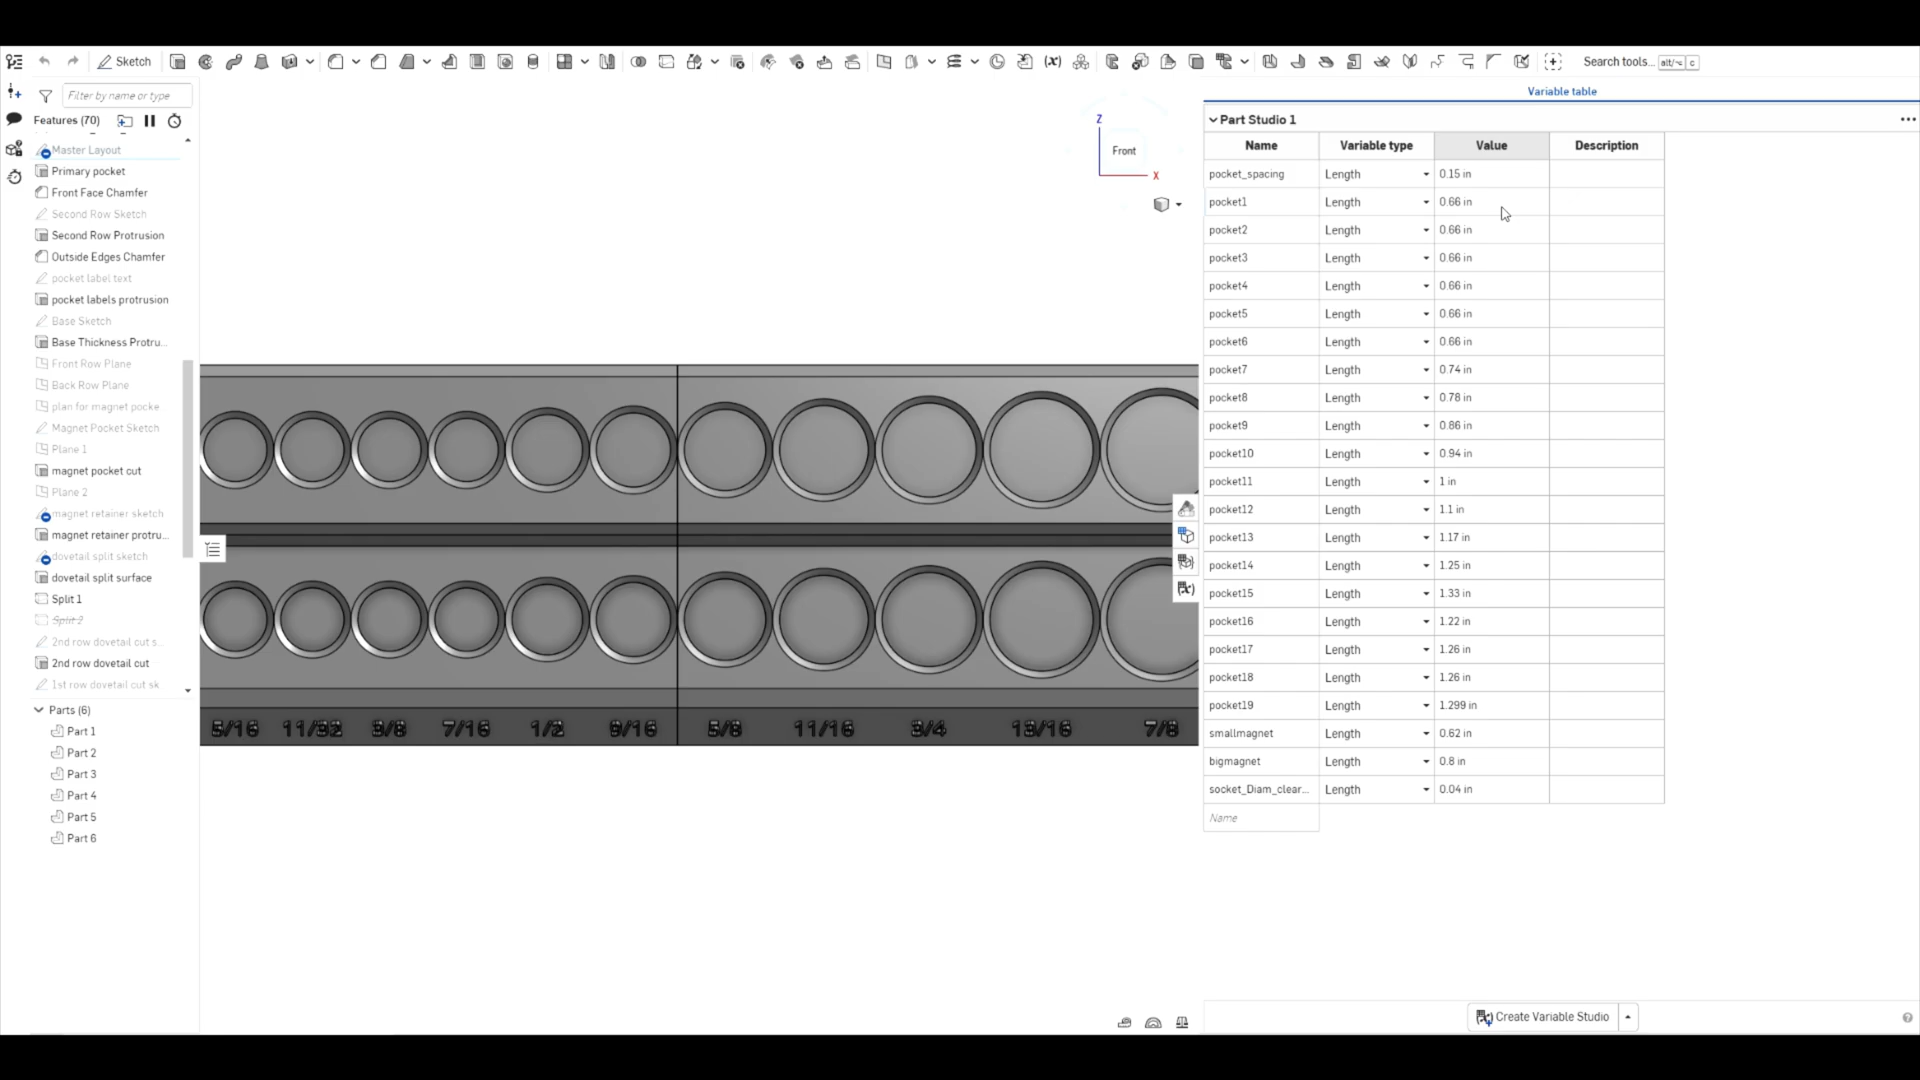 Sketch
Search tools... alt/⌥ c
Filter by name or type
Features (70)
Master Layout
Primary pocket
Front Face Chamfer
Second Row Sketch
Second Row Protrusion
Outside Edges Chamfer
pocket label text
pocket labels protrusion
Base Sketch
Base Thickness Protru...
Front Row Plane
Back Row Plane
plan for magnet pocke
Magnet Pocket Sketch
Plane 1
magnet pocket cut
Plane 2
magnet retainer sketch
magnet retainer protru...
dovetail split sketch
dovetail split surface
Split 1
Split 2
2nd row dovetail cut s...
2nd row dovetail cut
1st row dovetail cut sk
Parts (6)
Part 1
Part 2
Part 3
Part 4
Part 5
Part 6
Z
Front
X
5/16 11/32 3/8 7/16 1/2 9/16 5/8 11/16 3/4 13/16 7/8
Variable table
Part Studio 1
Name Variable type Value Description
pocket_spacing Length 0.15 in
pocket1 Length 0.66 in
pocket2 Length 0.66 in
pocket3 Length 0.66 in
pocket4 Length 0.66 in
pocket5 Length 0.66 in
pocket6 Length 0.66 in
pocket7 Length 0.74 in
pocket8 Length 0.78 in
pocket9 Length 0.86 in
pocket10 Length 0.94 in
pocket11 Length 1 in
pocket12 Length 1.1 in
pocket13 Length 1.17 in
pocket14 Length 1.25 in
pocket15 Length 1.33 in
pocket16 Length 1.22 in
pocket17 Length 1.26 in
pocket18 Length 1.26 in
pocket19 Length 1.299 in
smallmagnet Length 0.62 in
bigmagnet Length 0.8 in
socket_Diam_clear... Length 0.04 in
Name
(x) Create Variable Studio